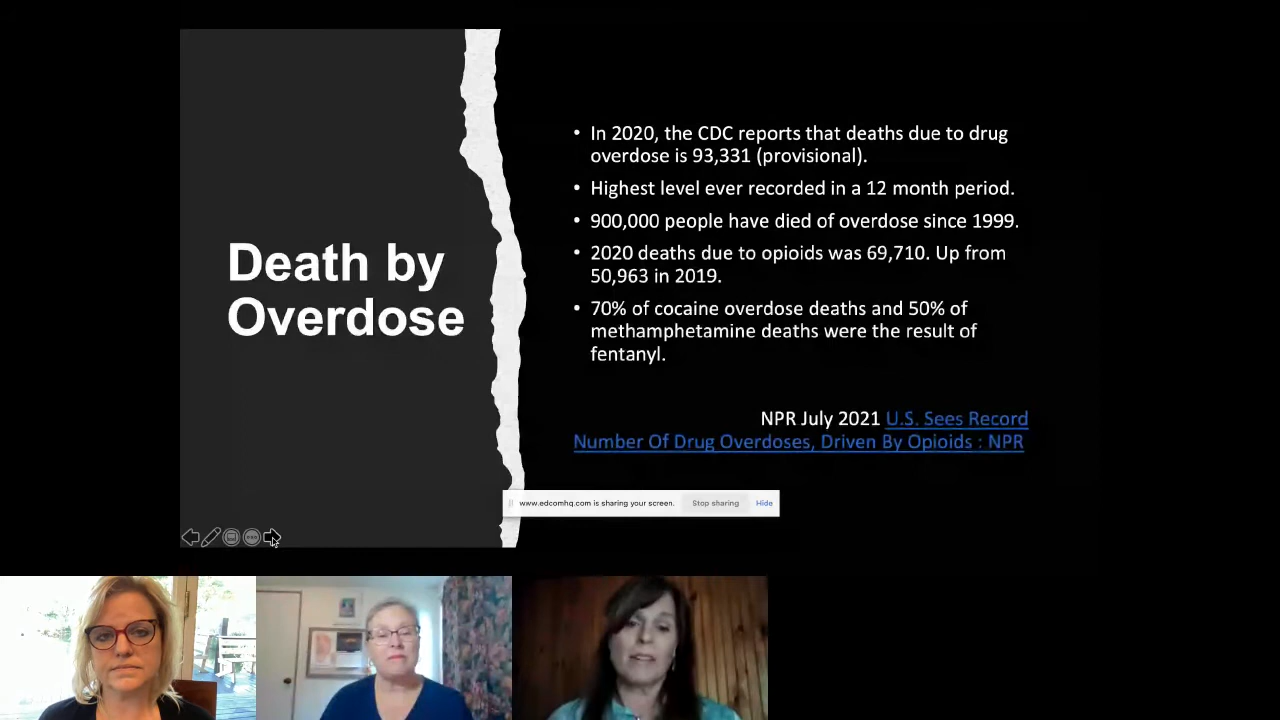 Death by
Overdose
• In 2020, the CDC reports that deaths due to drug
overdose is 93,331 (provisional).
• Highest level ever recorded in a 12 month period.
• 900,000 people have died of overdose since 1999.
• 2020 deaths due to opioids was 69,710. Up from
50,963 in 2019.
• 70% of cocaine overdose deaths and 50% of
methamphetamine deaths were the result of
fentanyl.
NPR July 2021 U.S. Sees Record
Number Of Drug Overdoses, Driven By Opioids : NPR
www.edcomhq.com is sharing your screen. Stop sharing Hide